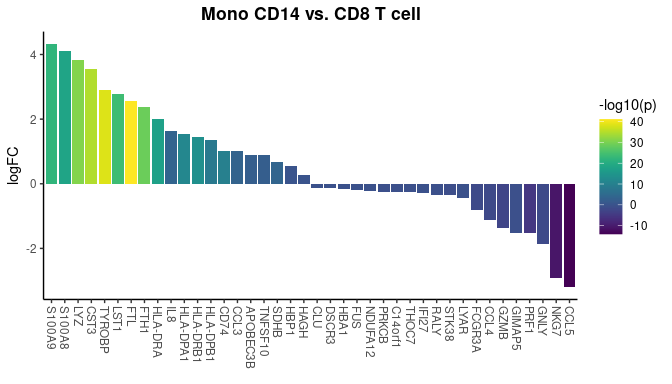 Mono CD14 vs. CD8 T cell
logFC
4
2
0
-2
S100A9
S100A8
LYZ
CST3
TYROBP
LST1
FTL
FTH1
HLA-DRA
IL8
HLA-DPA1
HLA-DRB1
HLA-DPB1
CD74
CCL3
APOBEC3B
TNFSF10
SDHB
HBP1
HAGH
CLU
DSCR3
HBA1
FUS
NDUFA12
PRKCB
C14orf1
THOC7
IFI27
RALY
STK38
LYAR
FCGR3A
CCL4
GZMB
GIMAP5
PRF1
GNLY
NKG7
CCL5
-log10(p)
40
30
20
10
0
-10